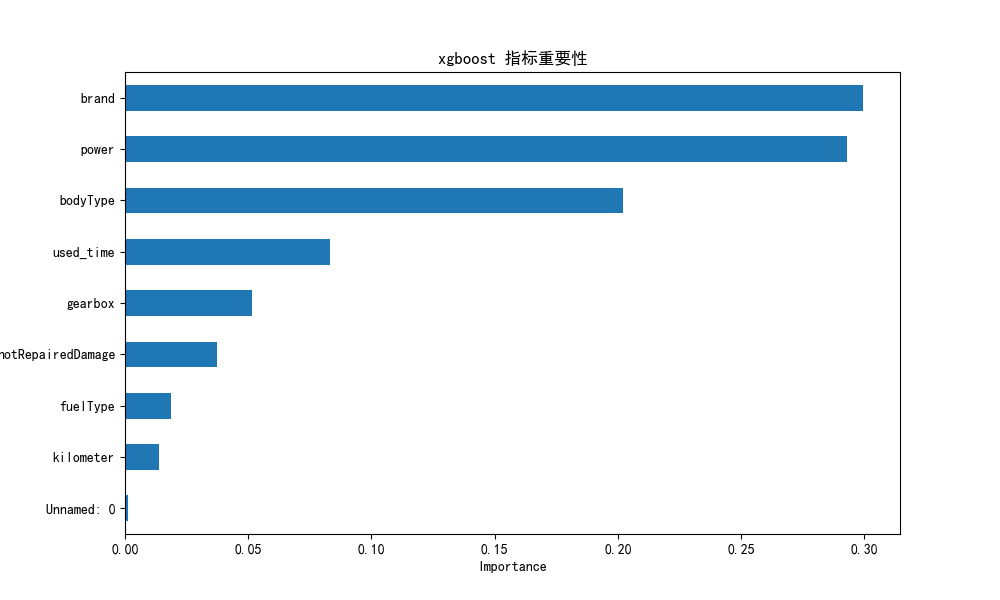 xgboost 指标重要性
brand
power
bodyType
used_time
gearbox
notRepairedDamage
fuelType
kilometer
Unnamed: 0
0.00 0.05 0.10 0.15 0.20 0.25 0.30
Importance